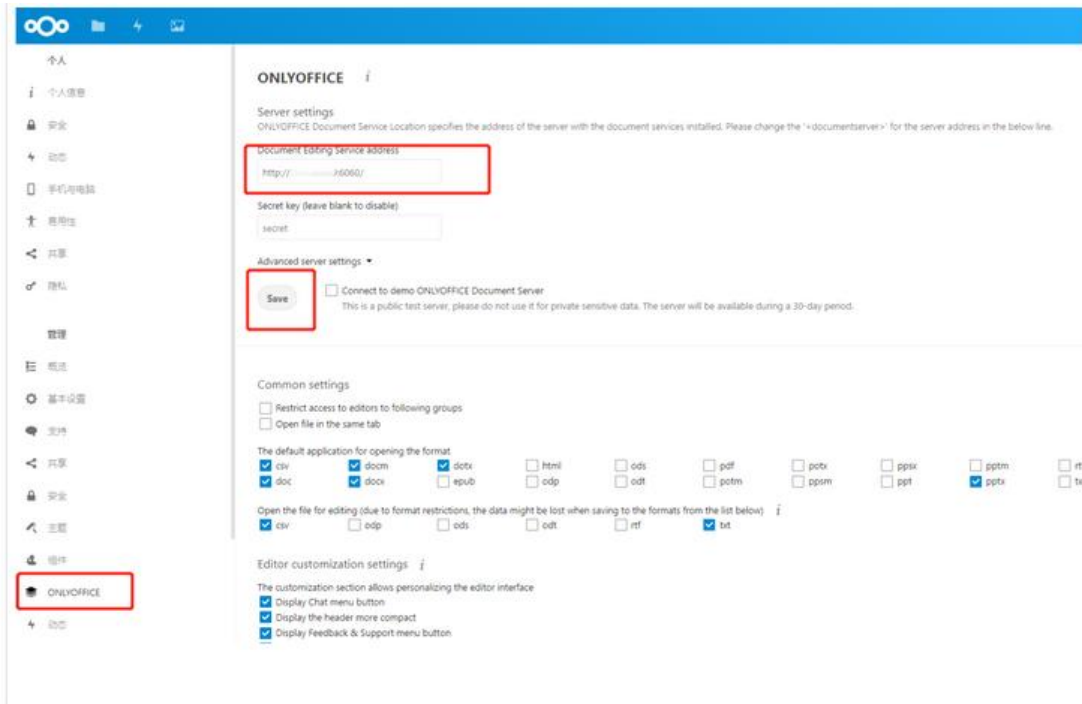 个人
个人信息
安全
动态
手机与电脑
易用性
共享
隐私
管理
概览
基本设置
支持
共享
安全
主题
组件
ONLYOFFICE
动态
ONLYOFFICE i
Server settings
ONLYOFFICE Document Service Location specifies the address of the server with the document services installed. Please change the '<documentserver>' for the server address in the below line.
Document Editing Service address
http:// :6060/
Secret key (leave blank to disable)
secret
Advanced server settings
Save
Connect to demo ONLYOFFICE Document Server
This is a public test server, please do not use it for private sensitive data. The server will be available during a 30-day period.
Common settings
Restrict access to editors to following groups
Open file in the same tab
The default application for opening the format
csv docm dotx html ods pdf potx ppsx pptm
doc docx epub odp odt potm ppsm ppt pptx
Open the file for editing (due to format restrictions, the data might be lost when saving to the formats from the list below) i
csv odp ods odt rtf txt
Editor customization settings i
The customization section allows personalizing the editor interface
Display Chat menu button
Display the header more compact
Display Feedback & Support menu button